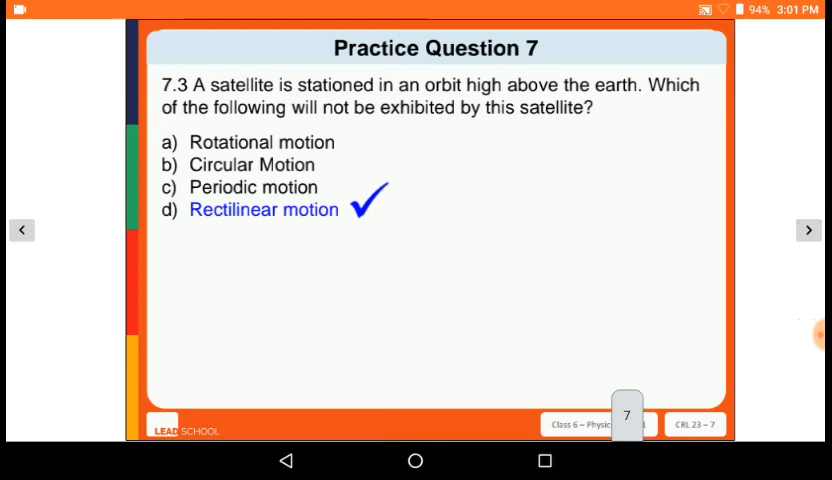 94% 3:01 PM
Practice Question 7
7.3 A satellite is stationed in an orbit high above the earth. Which
of the following will not be exhibited by this satellite?
a) Rotational motion
b) Circular Motion
c) Periodic motion
d) Rectilinear motion
LEAD SCHOOL
Class 6 – Physic
7
1
CRL 23 – 7